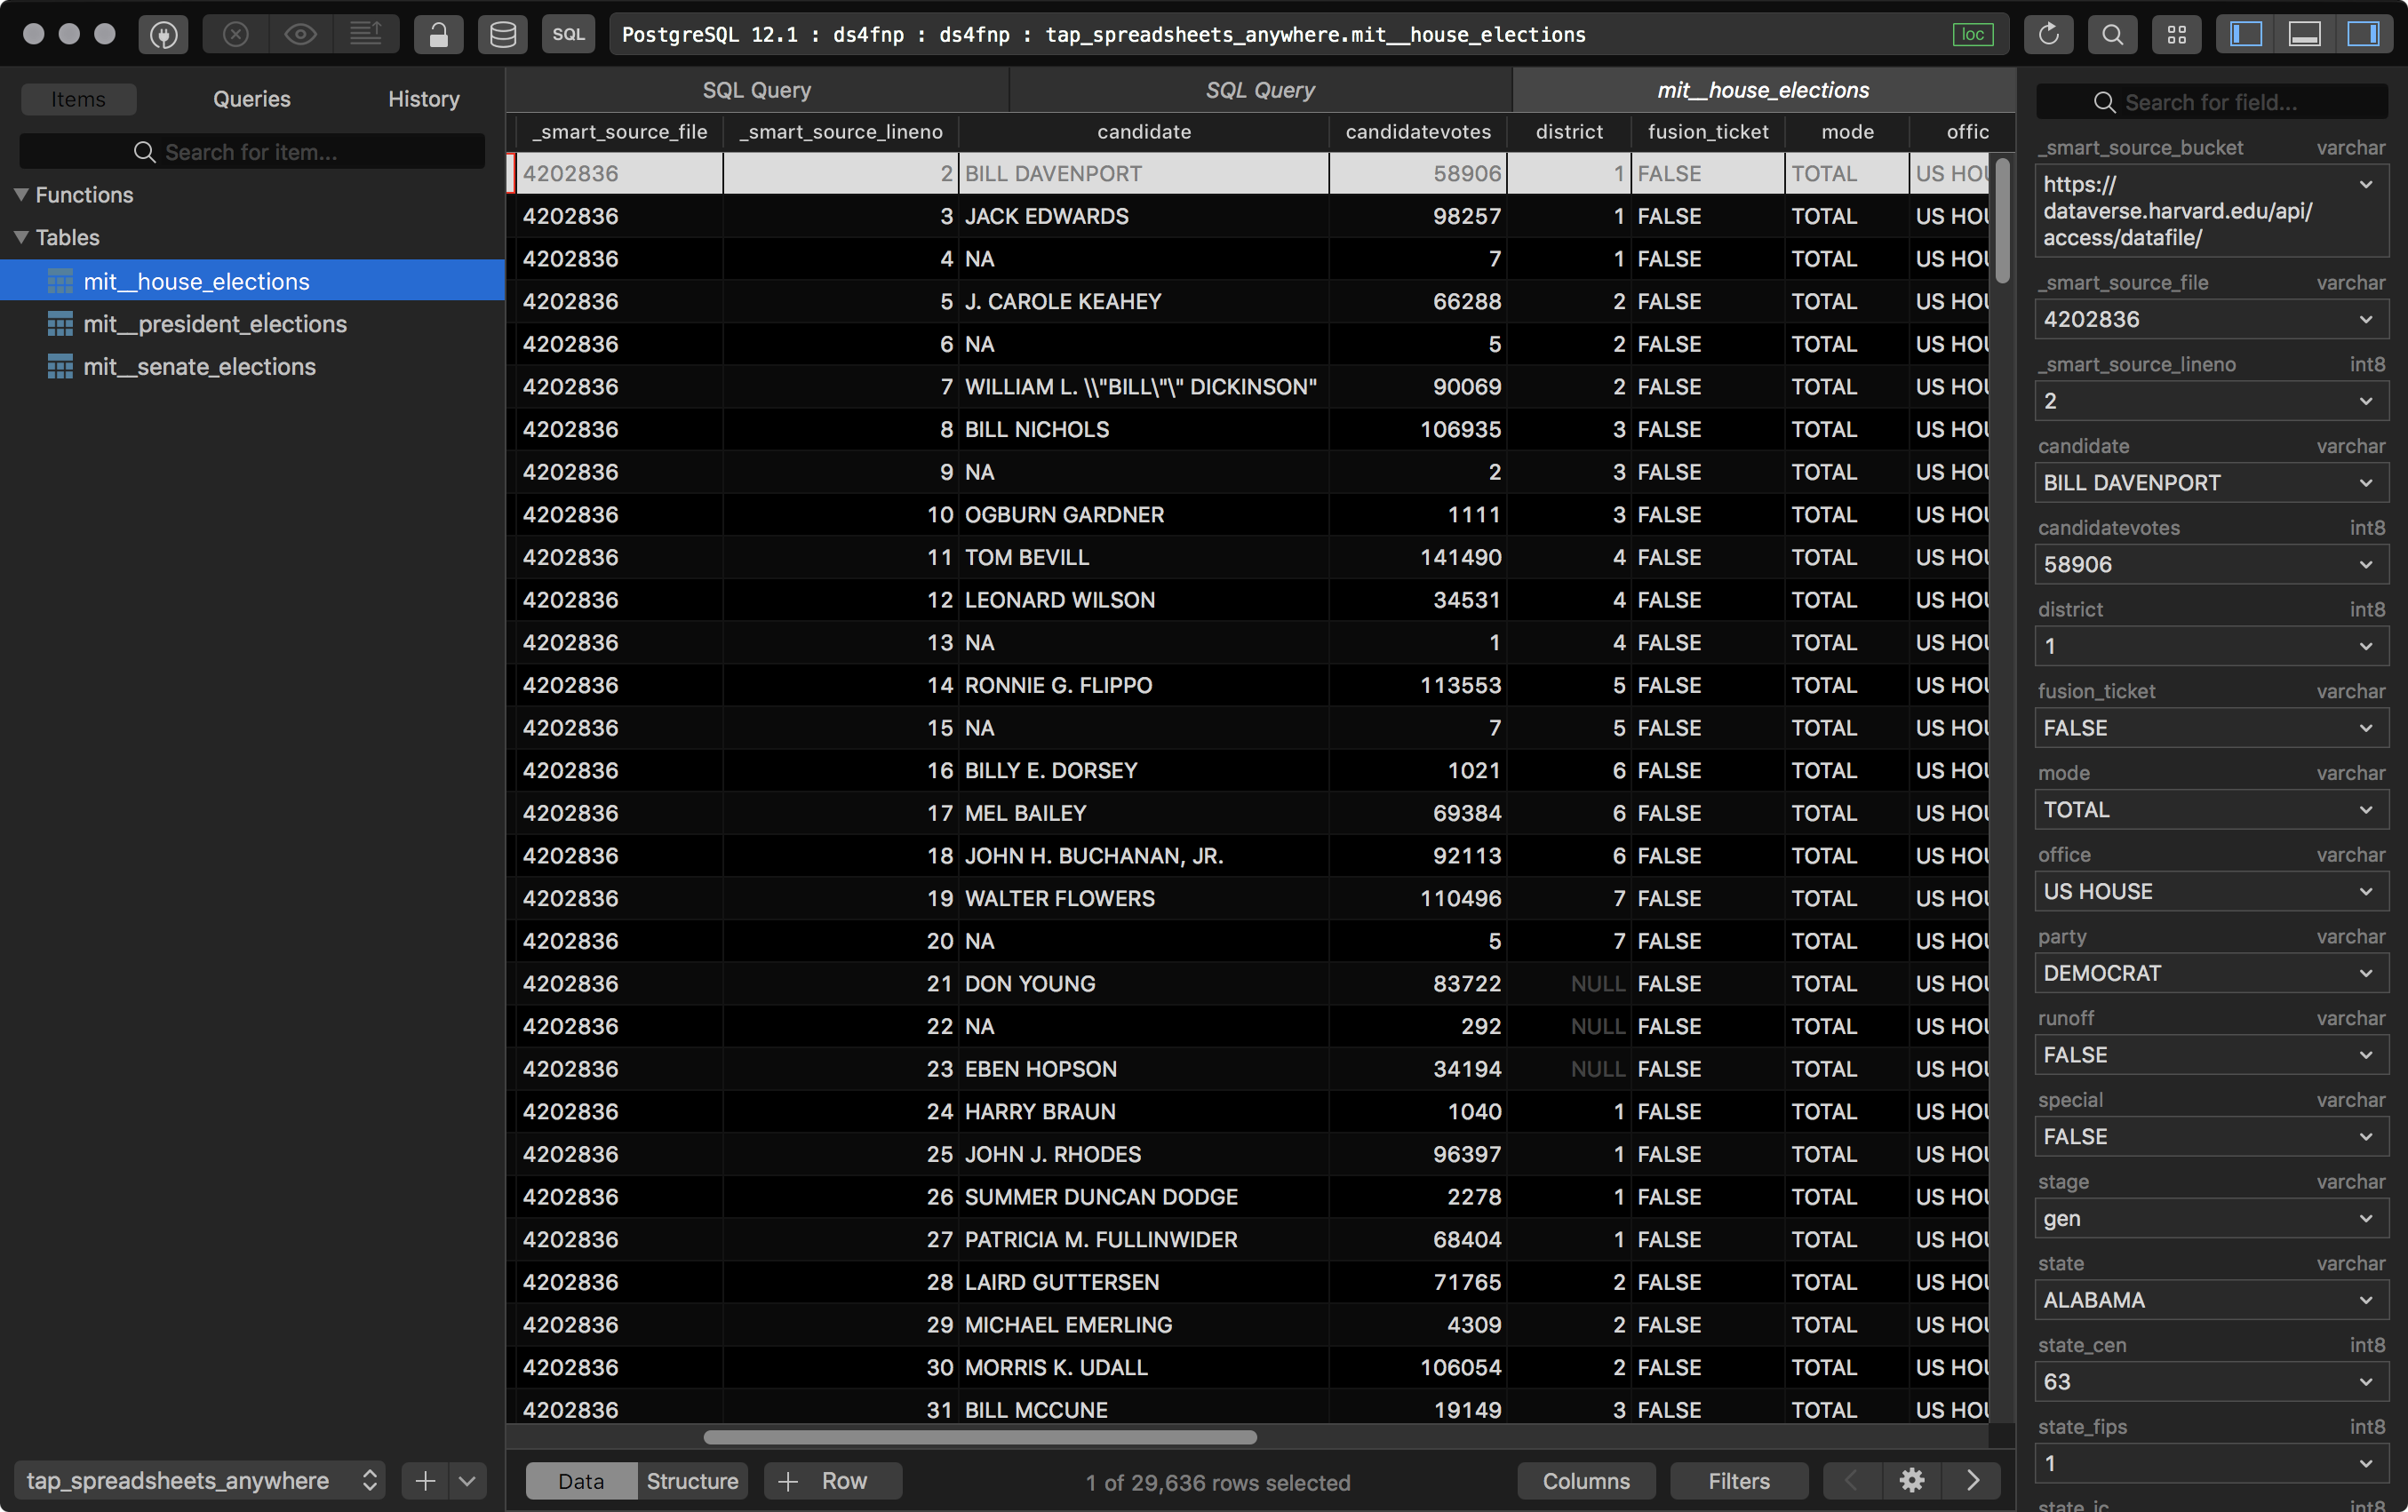 SQL
PostgreSQL 12.1 : ds4fnp : ds4fnp : tap_spreadsheets_anywhere.mit__house_elections
loc
Items Queries History
Search for item...
Functions
Tables
mit__house_elections
mit__president_elections
mit__senate_elections
tap_spreadsheets_anywhere
SQL Query SQL Query mit__house_elections
_smart_source_file _smart_source_lineno candidate candidatevotes district fusion_ticket mode offic
4202836 2 BILL DAVENPORT 58906 1 FALSE TOTAL US HOU
4202836 3 JACK EDWARDS 98257 1 FALSE TOTAL US HOU
4202836 4 NA 7 1 FALSE TOTAL US HOU
4202836 5 J. CAROLE KEAHEY 66288 2 FALSE TOTAL US HOU
4202836 6 NA 5 2 FALSE TOTAL US HOU
4202836 7 WILLIAM L. \\"BILL\"\" DICKINSON" 90069 2 FALSE TOTAL US HOU
4202836 8 BILL NICHOLS 106935 3 FALSE TOTAL US HOU
4202836 9 NA 2 3 FALSE TOTAL US HOU
4202836 10 OGBURN GARDNER 1111 3 FALSE TOTAL US HOU
4202836 11 TOM BEVILL 141490 4 FALSE TOTAL US HOU
4202836 12 LEONARD WILSON 34531 4 FALSE TOTAL US HOU
4202836 13 NA 1 4 FALSE TOTAL US HOU
4202836 14 RONNIE G. FLIPPO 113553 5 FALSE TOTAL US HOU
4202836 15 NA 7 5 FALSE TOTAL US HOU
4202836 16 BILLY E. DORSEY 1021 6 FALSE TOTAL US HOU
4202836 17 MEL BAILEY 69384 6 FALSE TOTAL US HOU
4202836 18 JOHN H. BUCHANAN, JR. 92113 6 FALSE TOTAL US HOU
4202836 19 WALTER FLOWERS 110496 7 FALSE TOTAL US HOU
4202836 20 NA 5 7 FALSE TOTAL US HOU
4202836 21 DON YOUNG 83722 NULL FALSE TOTAL US HOU
4202836 22 NA 292 NULL FALSE TOTAL US HOU
4202836 23 EBEN HOPSON 34194 NULL FALSE TOTAL US HOU
4202836 24 HARRY BRAUN 1040 1 FALSE TOTAL US HOU
4202836 25 JOHN J. RHODES 96397 1 FALSE TOTAL US HOU
4202836 26 SUMMER DUNCAN DODGE 2278 1 FALSE TOTAL US HOU
4202836 27 PATRICIA M. FULLINWIDER 68404 1 FALSE TOTAL US HOU
4202836 28 LAIRD GUTTERSEN 71765 2 FALSE TOTAL US HOU
4202836 29 MICHAEL EMERLING 4309 2 FALSE TOTAL US HOU
4202836 30 MORRIS K. UDALL 106054 2 FALSE TOTAL US HOU
4202836 31 BILL MCCUNE 19149 3 FALSE TOTAL US HOU
Data Structure + Row 1 of 29,636 rows selected Columns Filters
Search for field...
_smart_source_bucket varchar
https://
dataverse.harvard.edu/api/
access/datafile/
_smart_source_file varchar
4202836
_smart_source_lineno int8
2
candidate varchar
BILL DAVENPORT
candidatevotes int8
58906
district int8
1
fusion_ticket varchar
FALSE
mode varchar
TOTAL
office varchar
US HOUSE
party varchar
DEMOCRAT
runoff varchar
FALSE
special varchar
FALSE
stage varchar
gen
state varchar
ALABAMA
state_cen int8
63
state_fips int8
1
state_ic int8